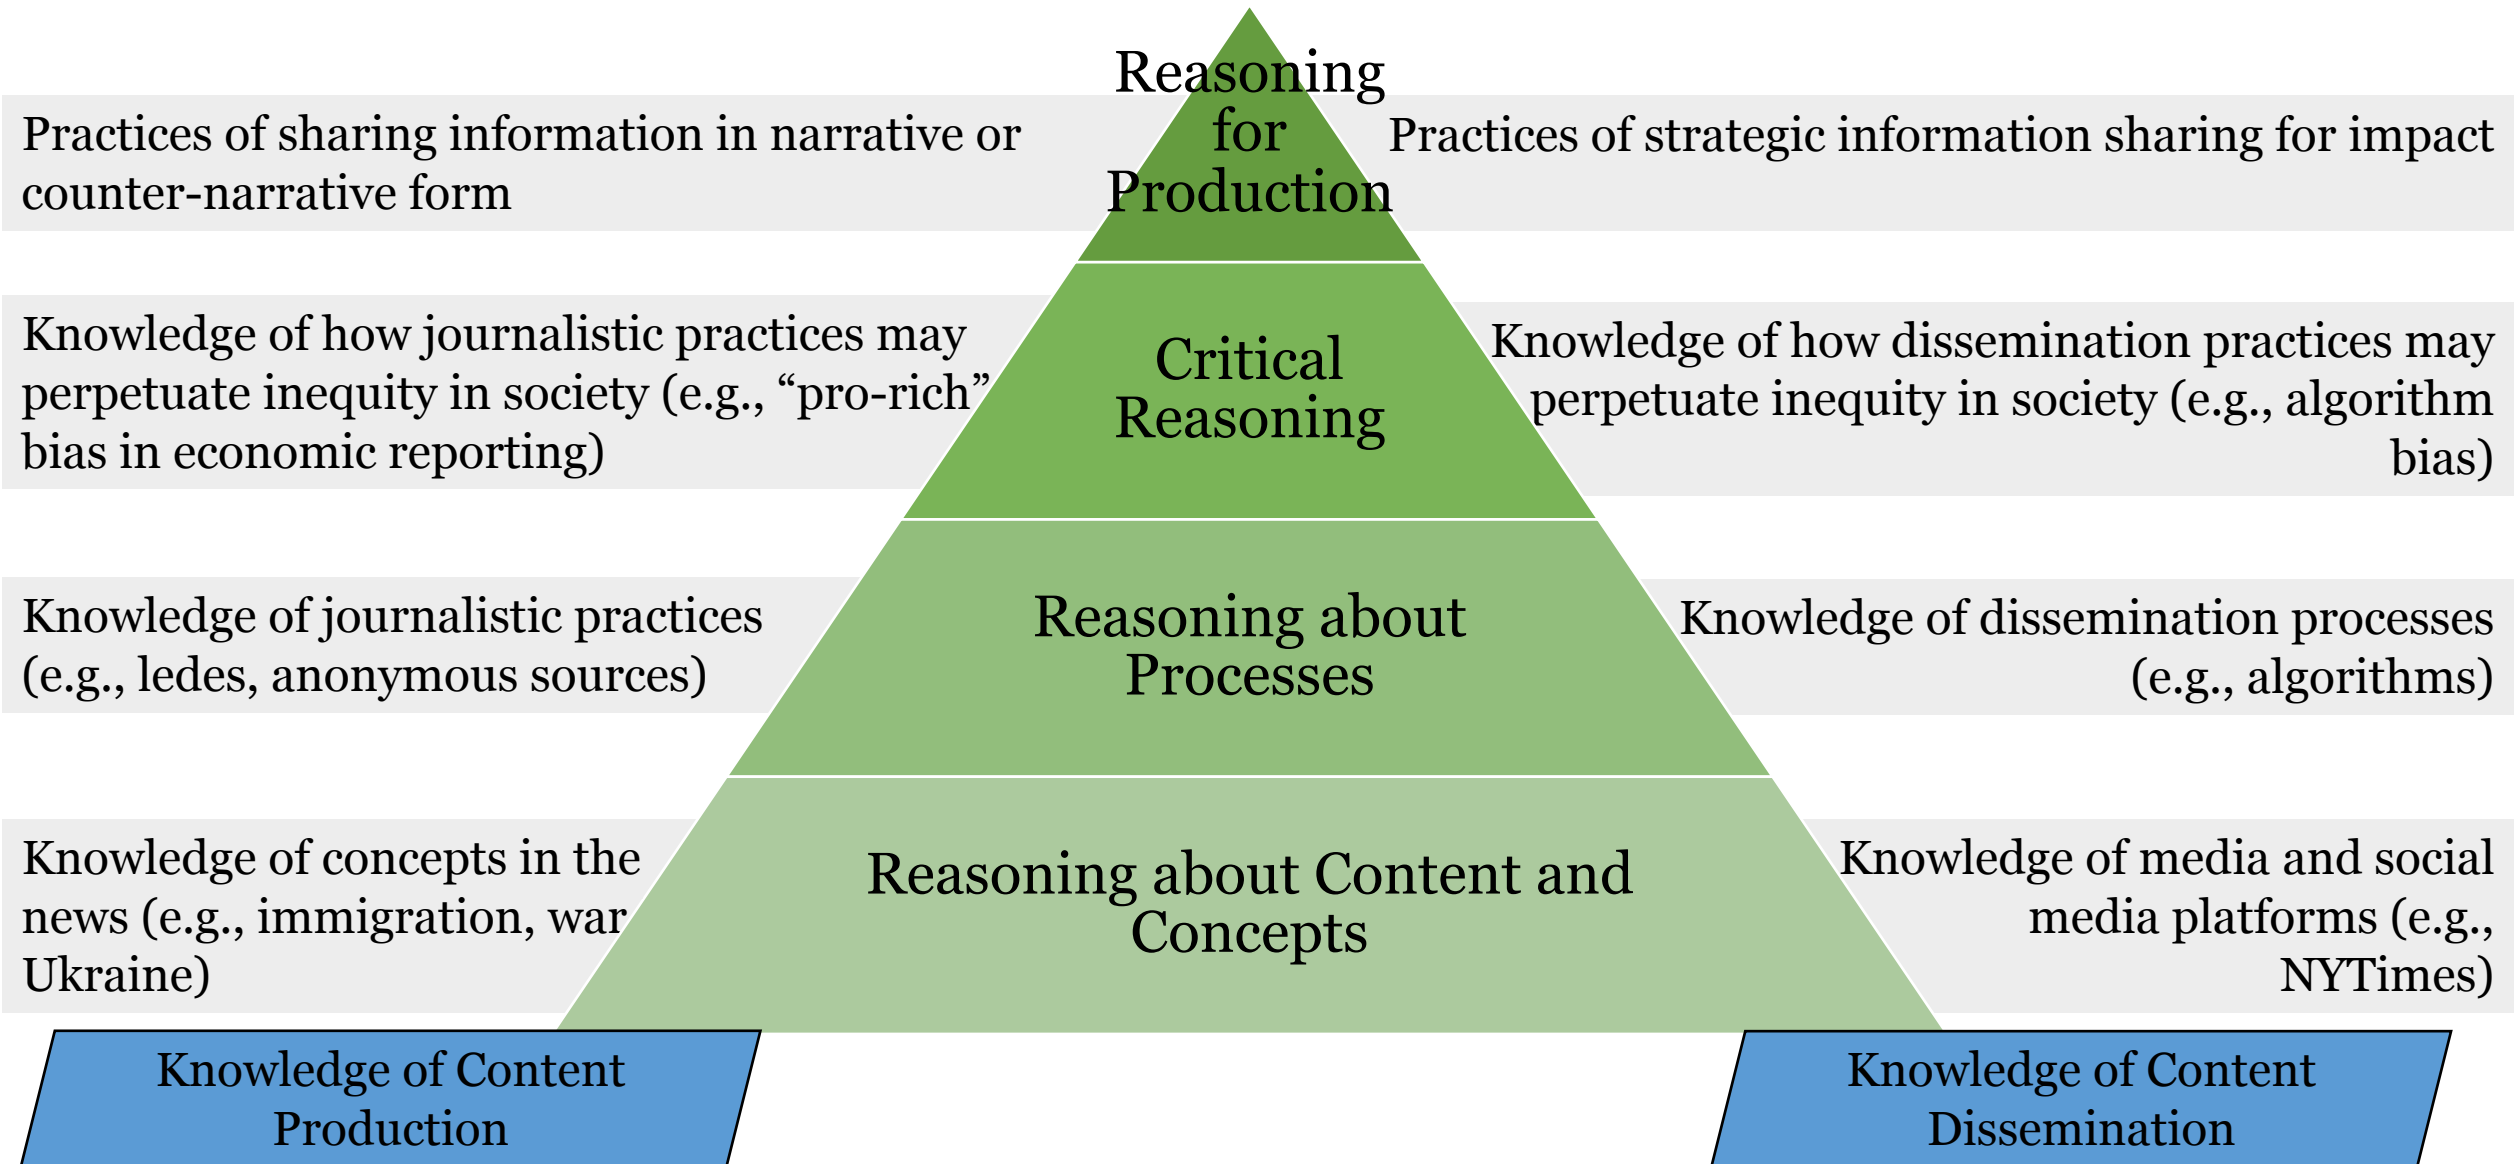 Reasoning
for
Production
Practices of sharing information in narrative or
counter-narrative form
Practices of strategic information sharing for impact
Critical
Reasoning
Knowledge of how journalistic practices may
perpetuate inequity in society (e.g., “pro-rich”
bias in economic reporting)
Knowledge of how dissemination practices may
perpetuate inequity in society (e.g., algorithm
bias)
Reasoning about
Processes
Knowledge of journalistic practices
(e.g., ledes, anonymous sources)
Knowledge of dissemination processes
(e.g., algorithms)
Reasoning about Content and
Concepts
Knowledge of concepts in the
news (e.g., immigration, war
Ukraine)
Knowledge of media and social
media platforms (e.g.,
NYTimes)
Knowledge of Content
Production
Knowledge of Content
Dissemination